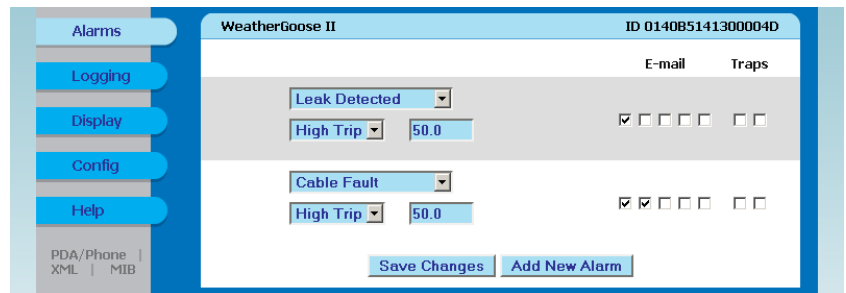 Alarms
Logging
Display
Config
Help
PDA/Phone |
XML | MIB
WeatherGoose II ID 0140B5141300004D
E-mail Traps
Leak Detected
High Trip 50.0
Cable Fault
High Trip 50.0
Save Changes Add New Alarm